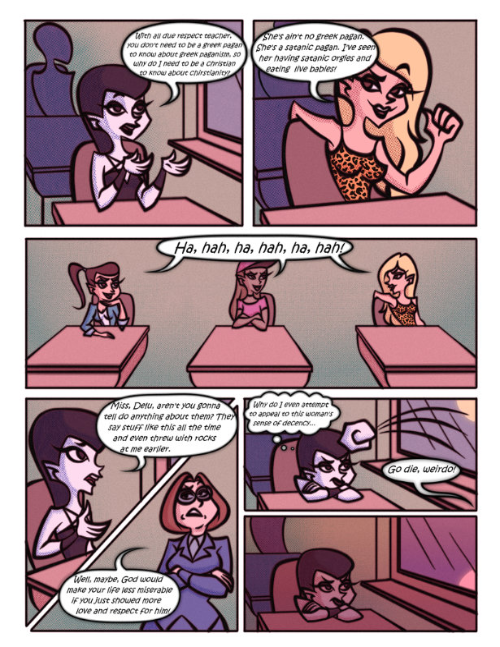 With all due respect teacher,
you don't need to be a greek pagan
to know about greek paganism, so
why do I need to be a christian
to know about chirstianity?
She's ain't no greek pagan.
She's a satanic pagan. I've seen
her having satanic orgies and
eating live babies!
Ha, hah, ha, hah, ha, hah!
Miss, Delu, aren't you gonna
tell do anything about them? They
say stuff like this all the time
and even threw with rocks
at me earlier.
Well, maybe, God would
make your life less miserable
if you just showed more
love and respect for him!
Why do I even attempt
to appeal to this woman's
sense of decency...
Go die, weirdo!